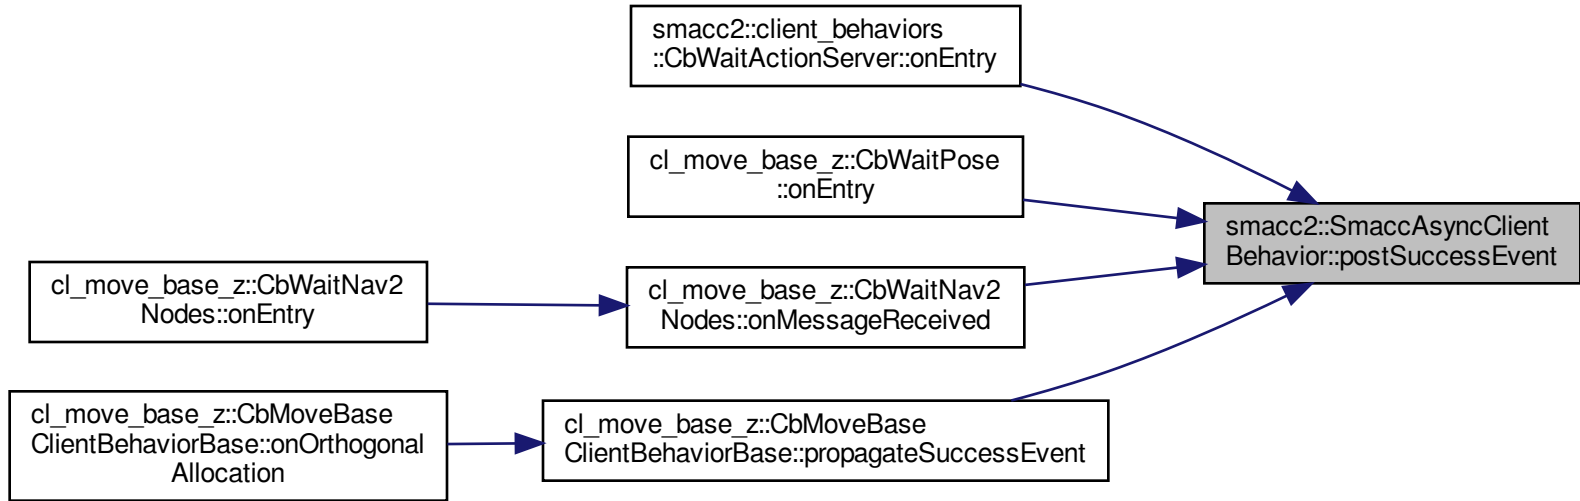 smacc2::client_behaviors
::CbWaitActionServer::onEntry
cl_move_base_z::CbWaitPose
::onEntry
smacc2::SmaccAsyncClient
Behavior::postSuccessEvent
cl_move_base_z::CbWaitNav2
Nodes::onEntry
cl_move_base_z::CbWaitNav2
Nodes::onMessageReceived
cl_move_base_z::CbMoveBase
ClientBehaviorBase::onOrthogonal
Allocation
cl_move_base_z::CbMoveBase
ClientBehaviorBase::propagateSuccessEvent